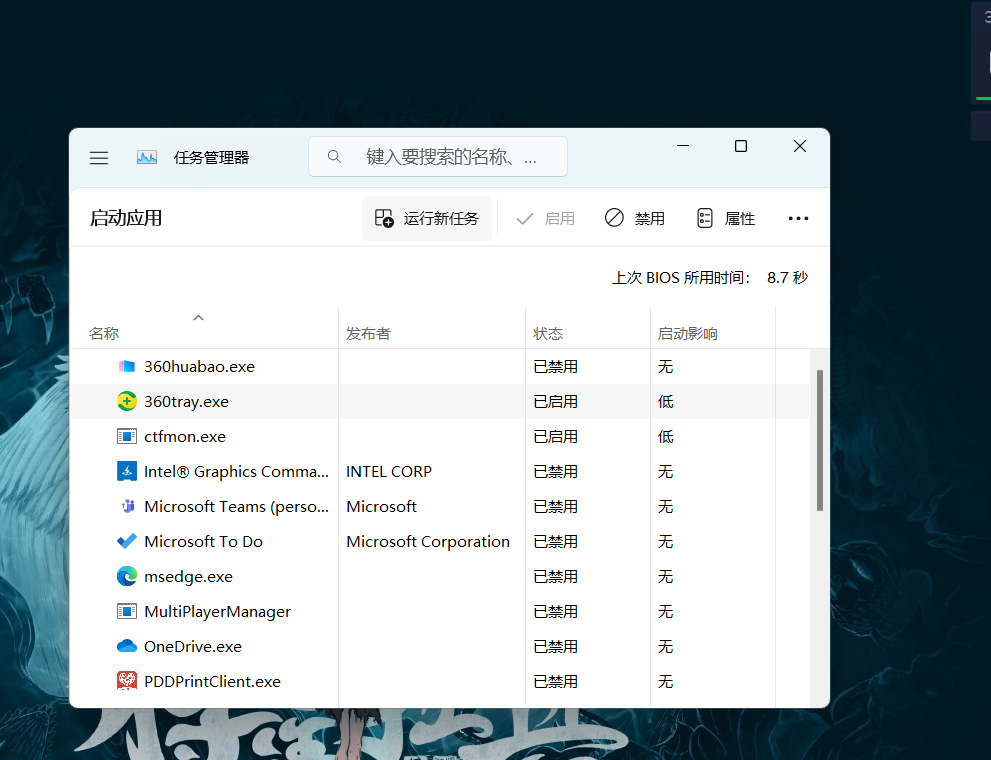 任务管理器
键入要搜索的名称、...
启动应用
运行新任务
启用
禁用
属性
上次 BIOS 所用时间： 8.7 秒
名称 发布者 状态 启动影响
360huabao.exe 已禁用 无
360tray.exe 已启用 低
ctfmon.exe 已启用 低
Intel® Graphics Comma... INTEL CORP 已禁用 无
Microsoft Teams (perso... Microsoft 已禁用 无
Microsoft To Do Microsoft Corporation 已禁用 无
msedge.exe 已禁用 无
MultiPlayerManager 已禁用 无
OneDrive.exe 已禁用 无
PDDPrintClient.exe 已禁用 无